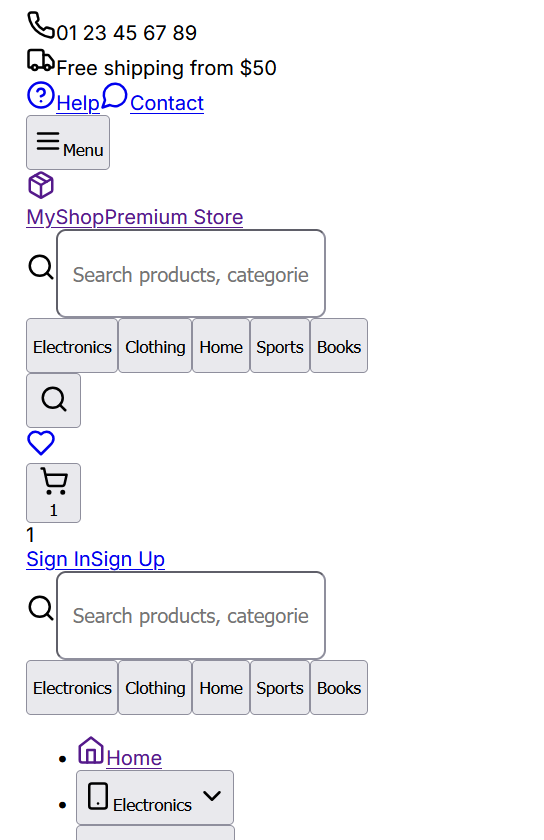 01 23 45 67 89
Free shipping from $50
Help Contact
Menu
MyShopPremium Store
Search products, categorie
Electronics Clothing Home Sports Books
1
1
Sign InSign Up
Search products, categorie
Electronics Clothing Home Sports Books
Home
Electronics